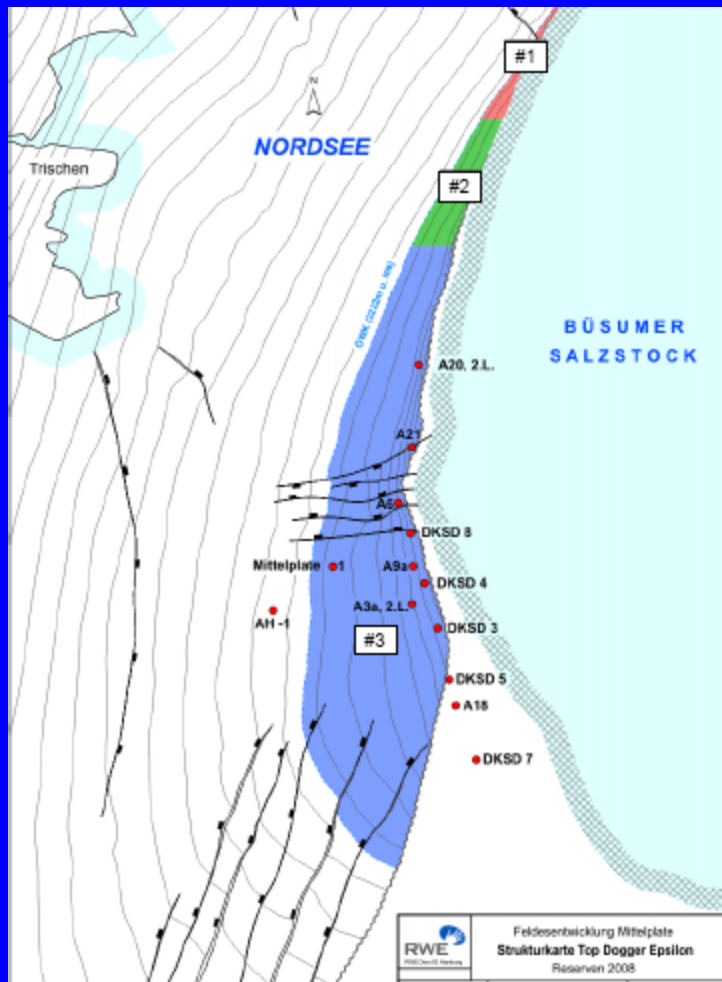 #1
N
NORDSEE
Trischen
#2
BÜSUMER
SALZSTOCK
A20, 2.L.
A21
A6
DKSD 8
Mittelplate 1
A9a
DKSD 4
A3a, 2.L.
AH -1
DKSD 3
#3
DKSD 5
A18
DKSD 7
RWE
Feldesentwicklung Mittelplate
Strukturkarte Top Dogger Epsilon
Reserven 2008